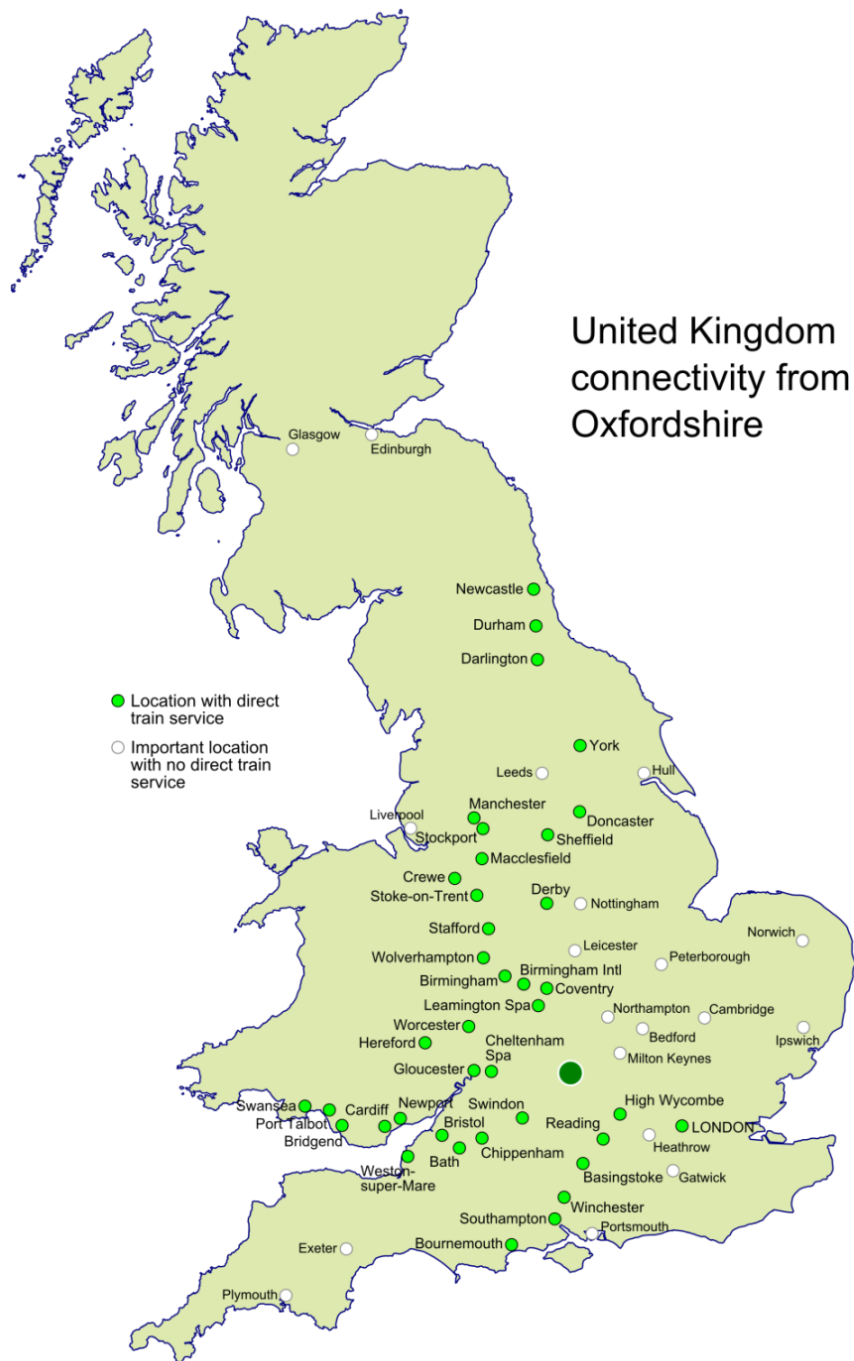 United Kingdom
connectivity from
Oxfordshire
Glasgow
Edinburgh
Newcastle
Durham
Darlington
Location with direct
train service
Important location
with no direct train
service
York
Leeds
Hull
Manchester
Liverpool
Stockport
Doncaster
Sheffield
Macclesfield
Crewe
Stoke-on-Trent
Derby
Nottingham
Stafford
Norwich
Leicester
Wolverhampton
Peterborough
Birmingham
Birmingham Intl
Coventry
Leamington Spa
Northampton
Cambridge
Worcester
Bedford
Ipswich
Hereford
Cheltenham
Spa
Milton Keynes
Gloucester
Swansea
Port Talbot
Bridgend
Cardiff
Newport
Swindon
High Wycombe
Bristol
Reading
LONDON
Heathrow
Bath
Chippenham
Weston-
super-Mare
Basingstoke
Gatwick
Winchester
Southampton
Portsmouth
Exeter
Bournemouth
Plymouth